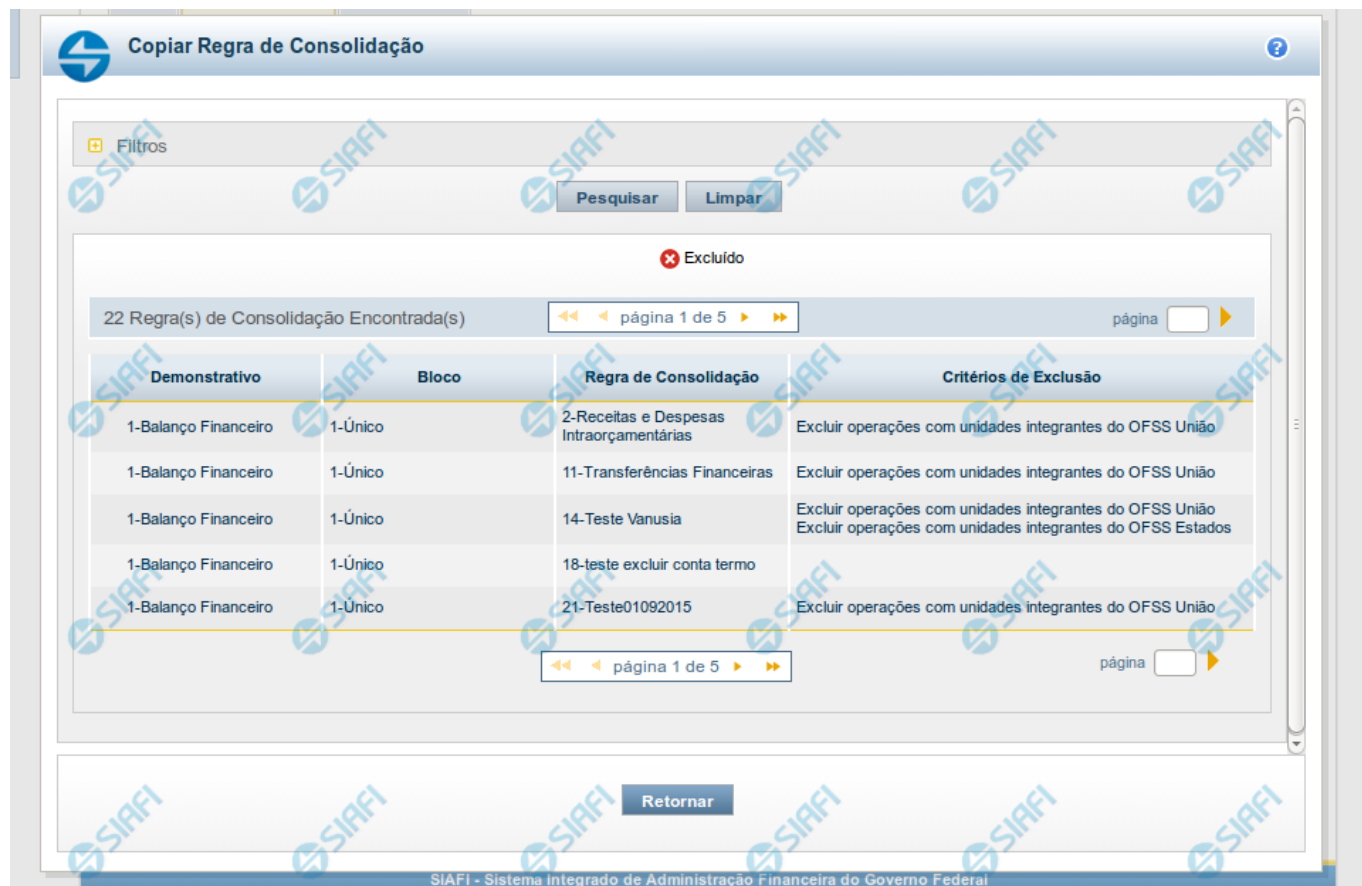 Copiar Regra de Consolidação
?
Filtros
Pesquisar Limpar
Excluído
22 Regra(s) de Consolidação Encontrada(s) página 1 de 5 página
Demonstrativo Bloco Regra de Consolidação Critérios de Exclusão
1-Balanço Financeiro 1-Único 2-Receitas e Despesas Intraorçamentárias Excluir operações com unidades integrantes do OFSS União
1-Balanço Financeiro 1-Único 11-Transferências Financeiras Excluir operações com unidades integrantes do OFSS União
1-Balanço Financeiro 1-Único 14-Teste Vanusia Excluir operações com unidades integrantes do OFSS União
Excluir operações com unidades integrantes do OFSS Estados
1-Balanço Financeiro 1-Único 18-teste excluir conta termo
1-Balanço Financeiro 1-Único 21-Teste01092015 Excluir operações com unidades integrantes do OFSS União
página 1 de 5 página
Retornar
SIAFI - Sistema Integrado de Administração Financeira do Governo Federal
SIAFI